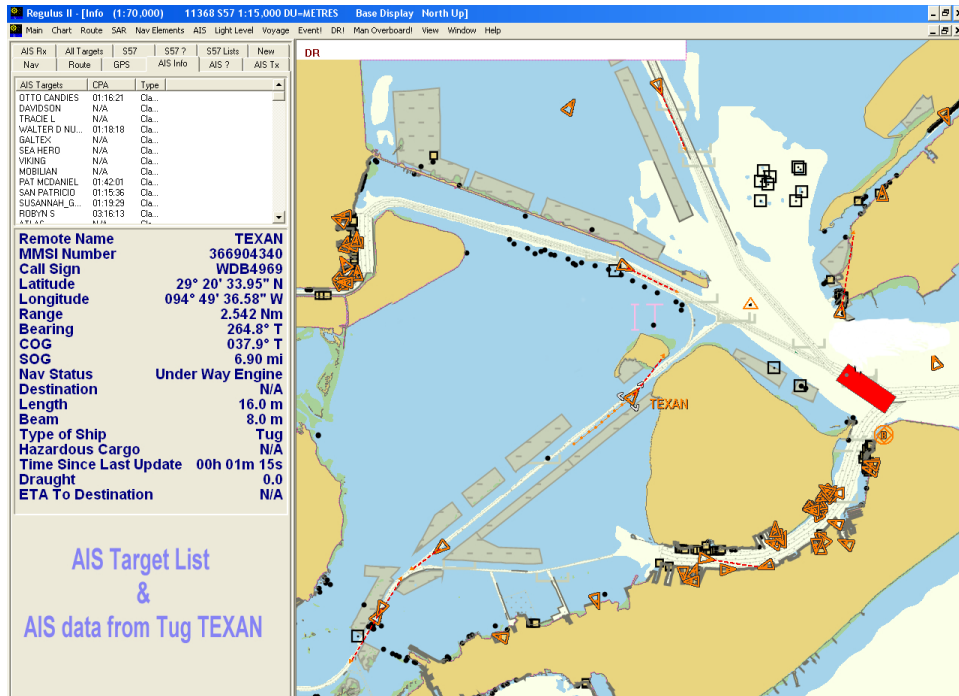 Regulus II - [Info (1:70,000) 11368 S57 1:15,000 DU=METRES Base Display North Up]
Main Chart Route SAR Nav Elements AIS Light Level Voyage Event! DR! Man Overboard! View Window Help
AIS Rx All Targets S57 S57 ? S57 Lists New
Nav Route GPS AIS Info AIS ? AIS Tx
DR
AIS Targets CPA Type
OTTO CANDIES 01:16:21 Cla...
DAVIDSON N/A Cla...
TRACIE L N/A Cla...
WALTER D NU... 01:18:18 Cla...
GALTEX N/A Cla...
SEA HERO N/A Cla...
VIKING N/A Cla...
MOBILIAN N/A Cla...
PAT MCDANIEL 01:42:01 Cla...
SAN PATRICIO 01:15:36 Cla...
SUSANNAH_G... 01:19:29 Cla...
ROBYN S 03:16:13 Cla...
Remote Name TEXAN
MMSI Number 366904340
Call Sign WDB4969
Latitude 29° 20' 33.95" N
Longitude 094° 49' 36.58" W
Range 2.542 Nm
Bearing 264.8° T
COG 037.9° T
SOG 6.90 mi
Nav Status Under Way Engine
Destination N/A
Length 16.0 m
Beam 8.0 m
Type of Ship Tug
Hazardous Cargo N/A
Time Since Last Update 00h 01m 15s
Draught 0.0
ETA To Destination N/A
TEXAN
AIS Target List
&
AIS data from Tug TEXAN